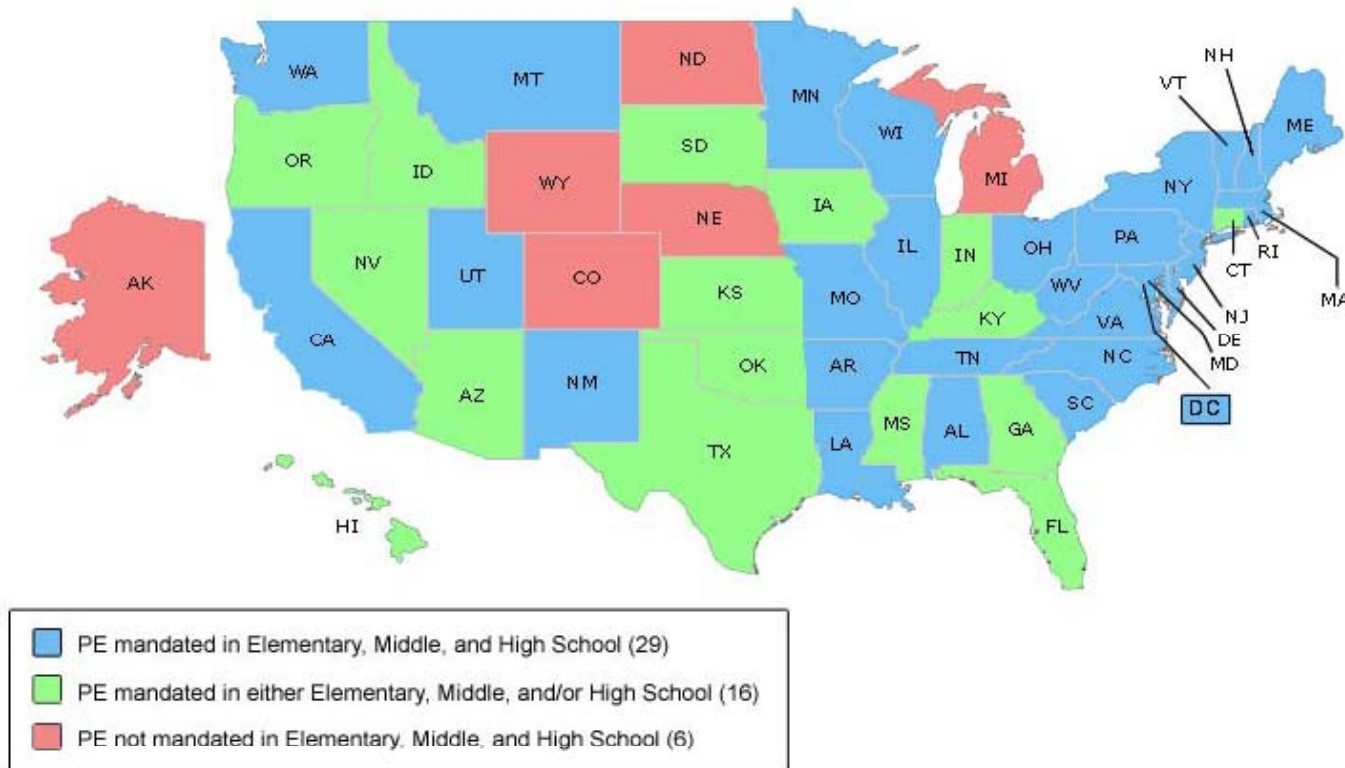 NH
VT
WA
MT
ND
MN
ME
WI
SD
OR
ID
WY
MI
NY
NE
IA
PA
OH
IL
IN
RI
CT
NV
UT
CO
AK
WV
MA
KS
MO
NJ
KY
VA
DE
CA
TN
NC
MD
OK
AR
NM
AZ
SC
DC
MS
AL
GA
LA
TX
HI
FL
PE mandated in Elementary, Middle, and High School (29)
PE mandated in either Elementary, Middle, and/or High School (16)
PE not mandated in Elementary, Middle, and High School (6)